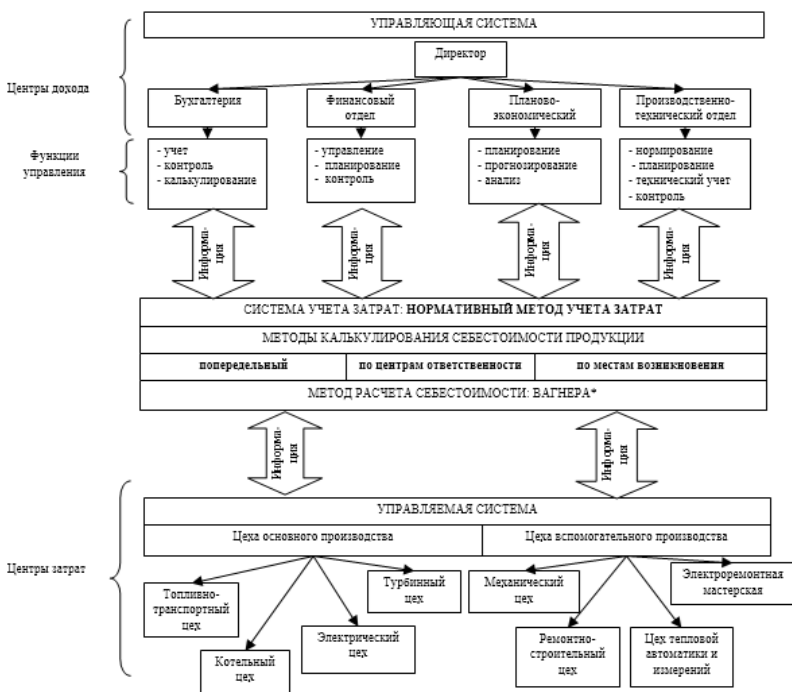 УПРАВЛЯЮЩАЯ СИСТЕМА
Директор
Центры дохода
Бухгалтерия
Финансовый
отдел
Планово-
экономический
Производственно-
технический отдел
Функции
управления
- учет
- контроль
- калькулирование
- управление
- планирование
- контроль
- планирование
- прогнозирование
- анализ
- нормирование
- планирование
- технический учет
- контроль
Информа-
ция
Информа-
ция
Информа-
ция
Информа-
ция
СИСТЕМА УЧЕТА ЗАТРАТ: НОРМАТИВНЫЙ МЕТОД УЧЕТА ЗАТРАТ
МЕТОДЫ КАЛЬКУЛИРОВАНИЯ СЕБЕСТОИМОСТИ ПРОДУКЦИИ
попередельный
по центрам ответственности
по местам возникновения
МЕТОД РАСЧЕТА СЕБЕСТОИМОСТИ: ВАГНЕРА*
Информа-
ция
Информа-
ция
УПРАВЛЯЕМАЯ СИСТЕМА
Цеха основного производства
Цеха вспомогательного производства
Центры затрат
Топливно-
транспортный
цех
Турбинный
цех
Механический
цех
Электроремонтная
мастерская
Котельный
цех
Электрический
цех
Ремонтно-
строительный
цех
Цех тепловой
автоматики и
измерений